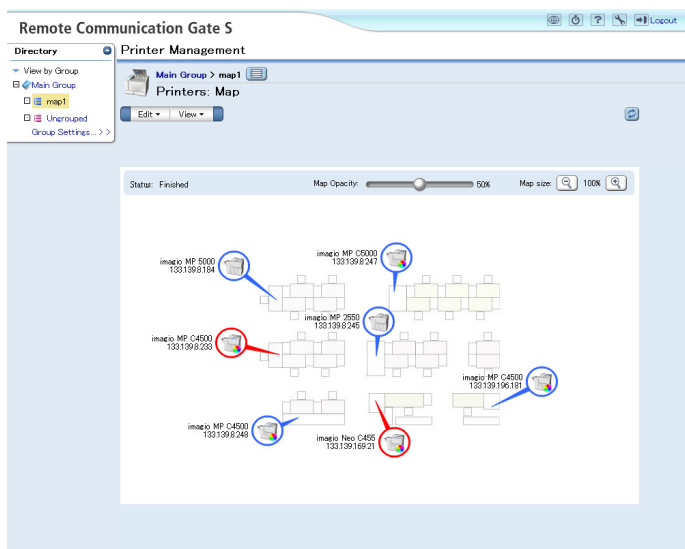 Remote Communication Gate S
Logout
Directory
Printer Management
View by Group
Main Group
map1
Ungrouped
Group Settings...>>
Main Group > map1
Printers: Map
Edit
View
Status: Finished
Map Opacity:
50%
Map size:
100%
imagio MP 5000
133.139.8.184
imagio MP C5000
133.139.8.247
imagio MP 2550
133.139.8.245
imagio MP C4500
133.139.8.233
imagio MP C4500
133.139.196.181
imagio MP C4500
133.139.8.248
imagio Neo C455
133.139.169.21